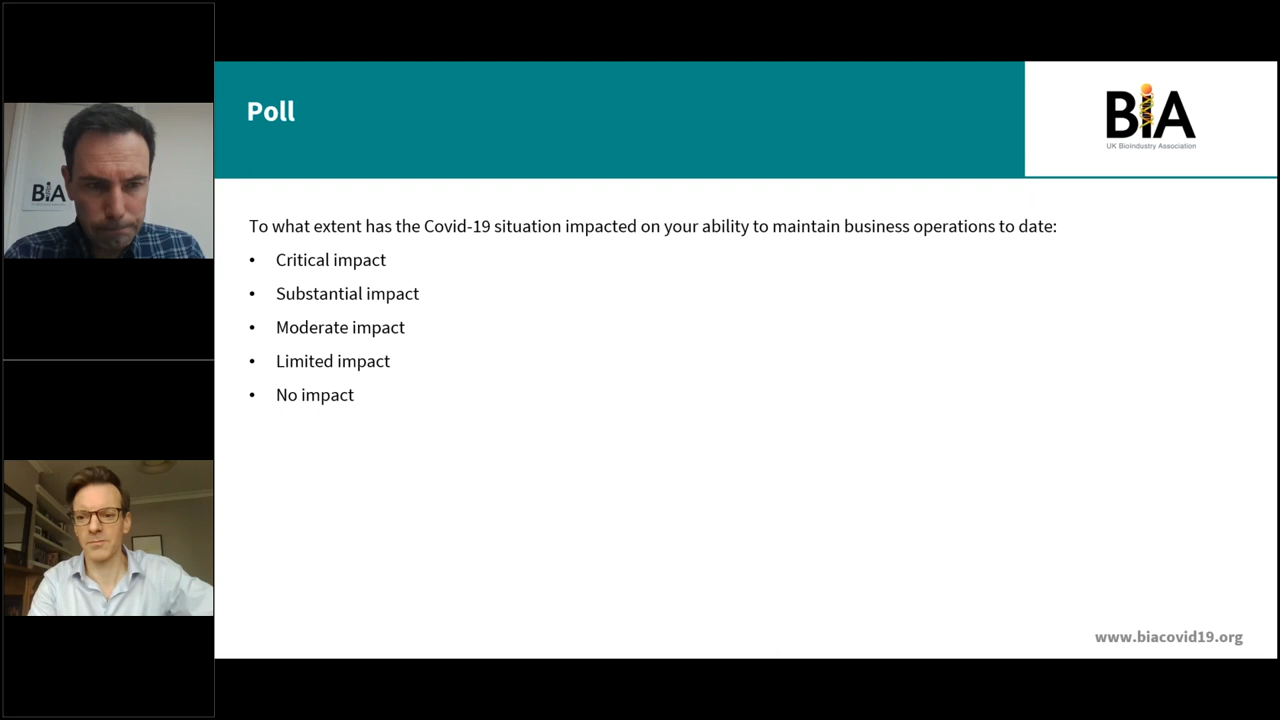 Poll
BiA
UK BioIndustry Association
BiA
To what extent has the Covid-19 situation impacted on your ability to maintain business operations to date:
• Critical impact
• Substantial impact
• Moderate impact
• Limited impact
• No impact
www.biacovid19.org